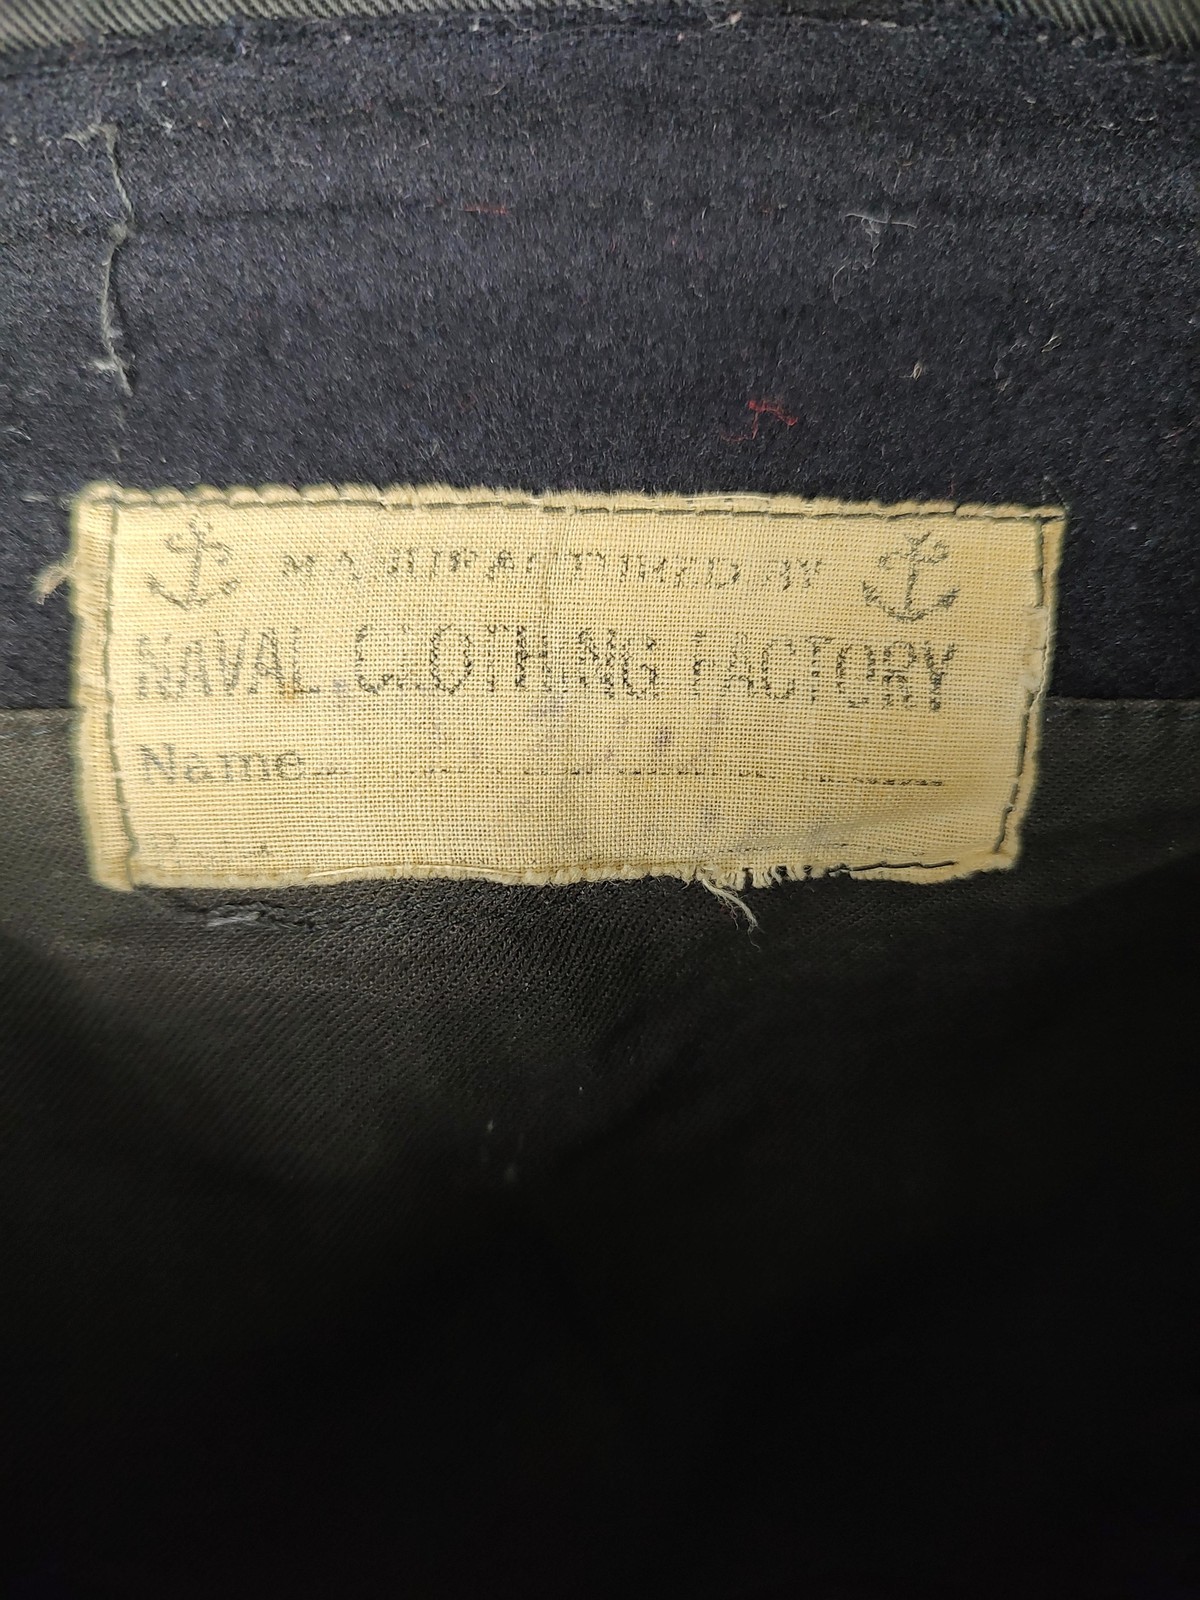 MANUFACTURED BY
NAVAL CLOTHING FACTORY
Name